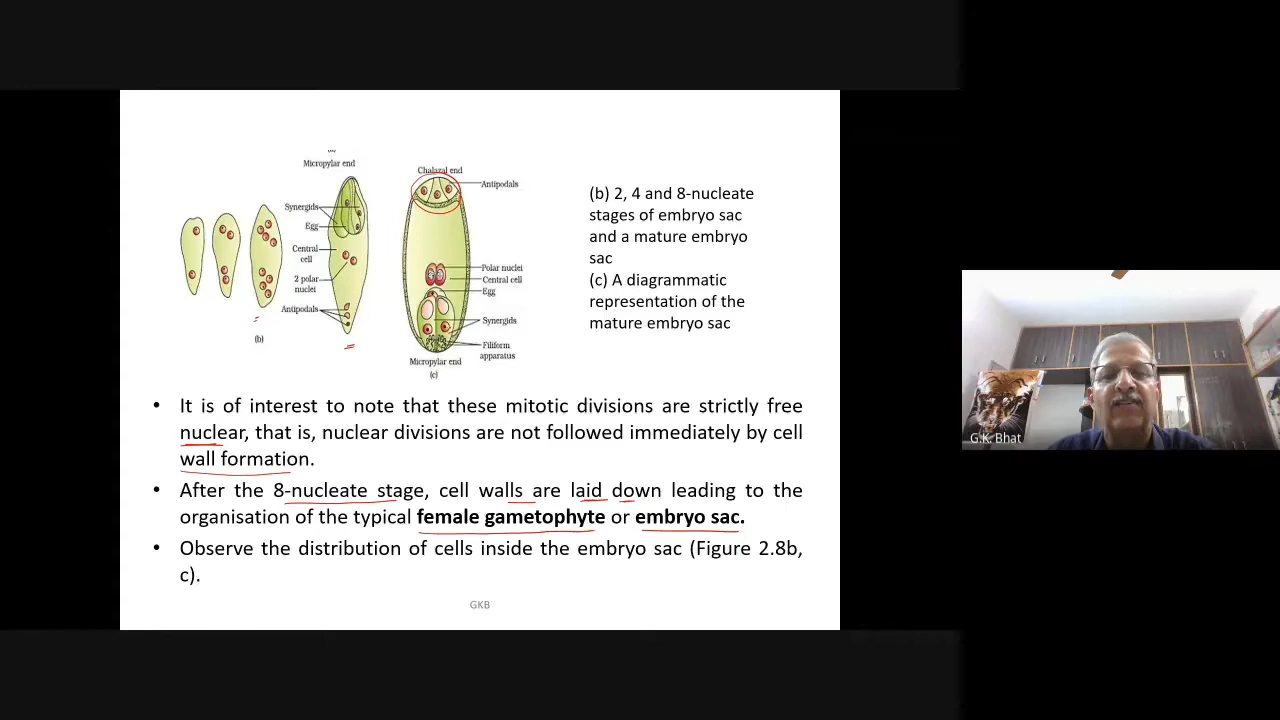 Micropylar end
Synergids
Egg
Central
cell
2 polar
nuclei
Antipodals
(b)
Chalazal end
Antipodals
Polar nuclei
Central cell
Egg
Synergids
Filiform
apparatus
Micropylar end
(c)
(b) 2, 4 and 8-nucleate
stages of embryo sac
and a mature embryo
sac
(c) A diagrammatic
representation of the
mature embryo sac
• It is of interest to note that these mitotic divisions are strictly free
nuclear, that is, nuclear divisions are not followed immediately by cell
wall formation.
• After the 8-nucleate stage, cell walls are laid down leading to the
organisation of the typical female gametophyte or embryo sac.
• Observe the distribution of cells inside the embryo sac (Figure 2.8b,
c).
GKB
G.K. Bhat